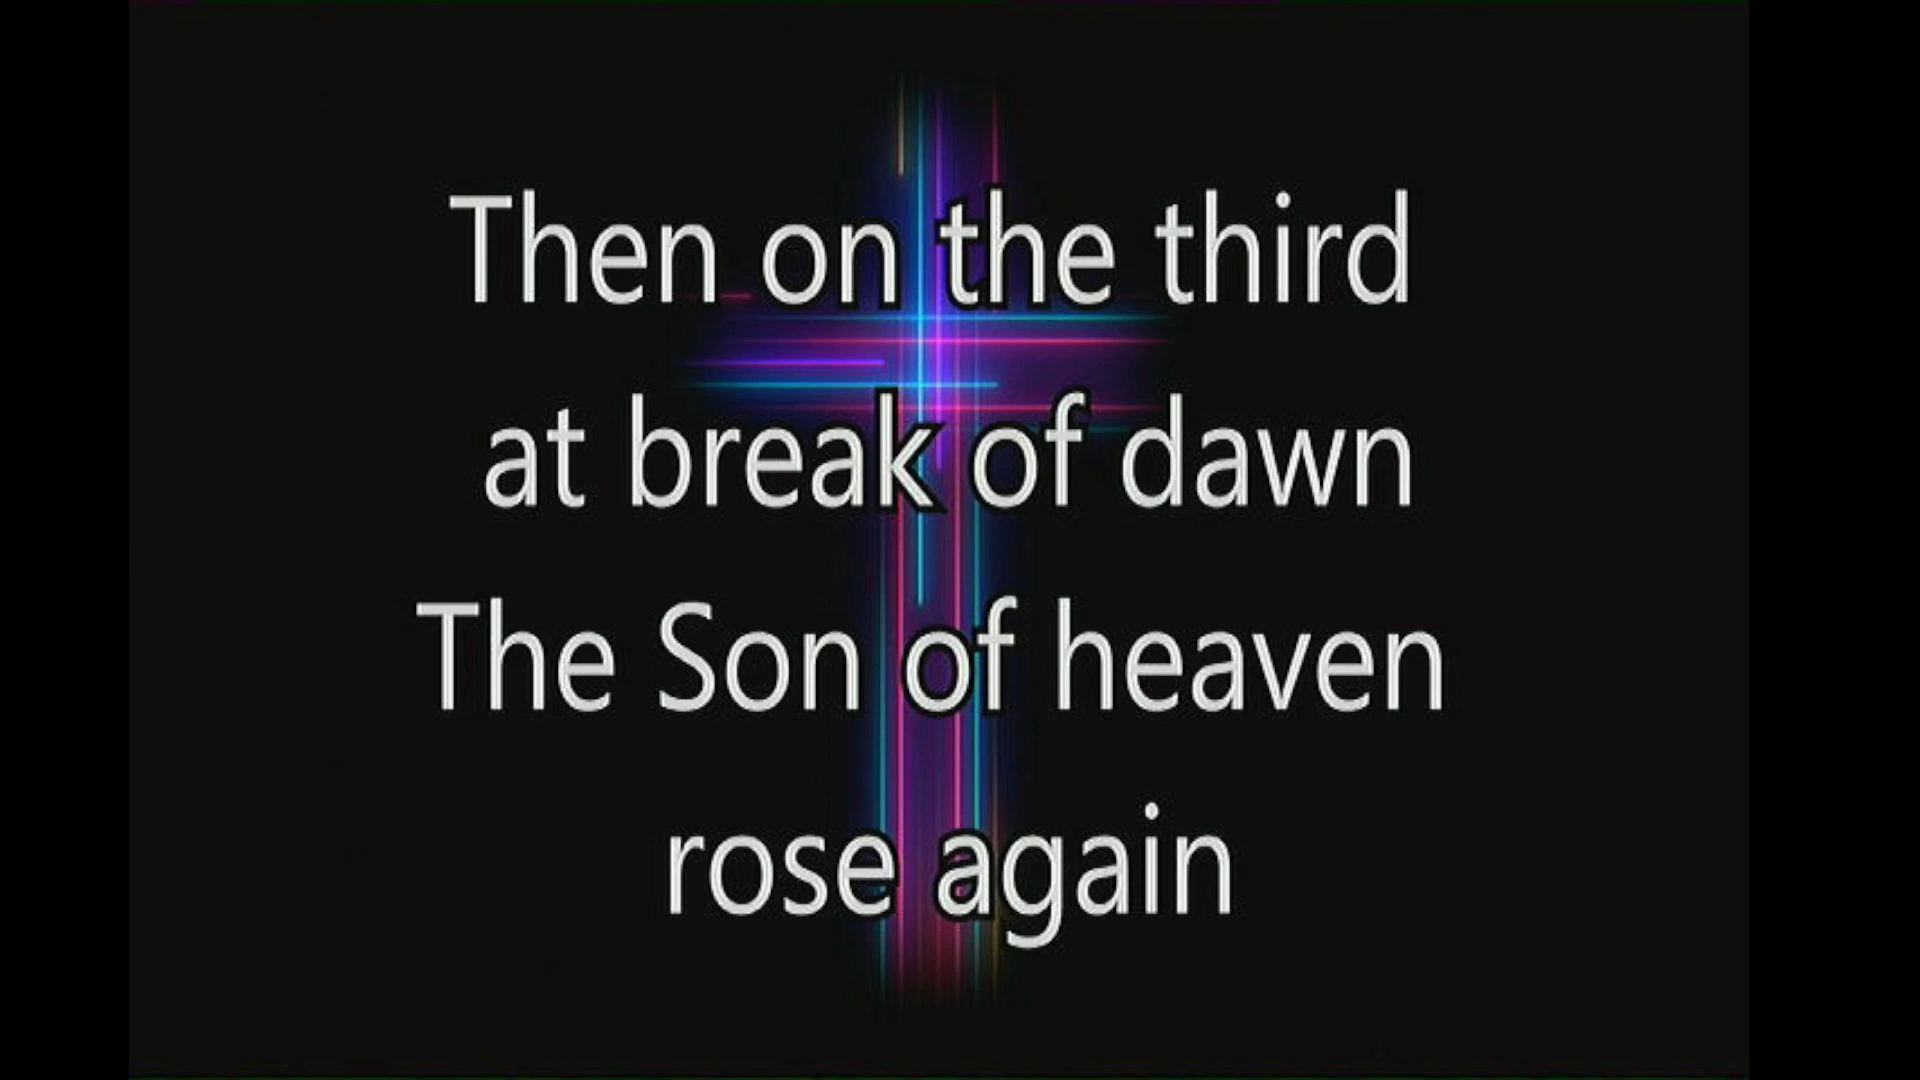 Then on the third
at break of dawn
The Son of heaven
rose again